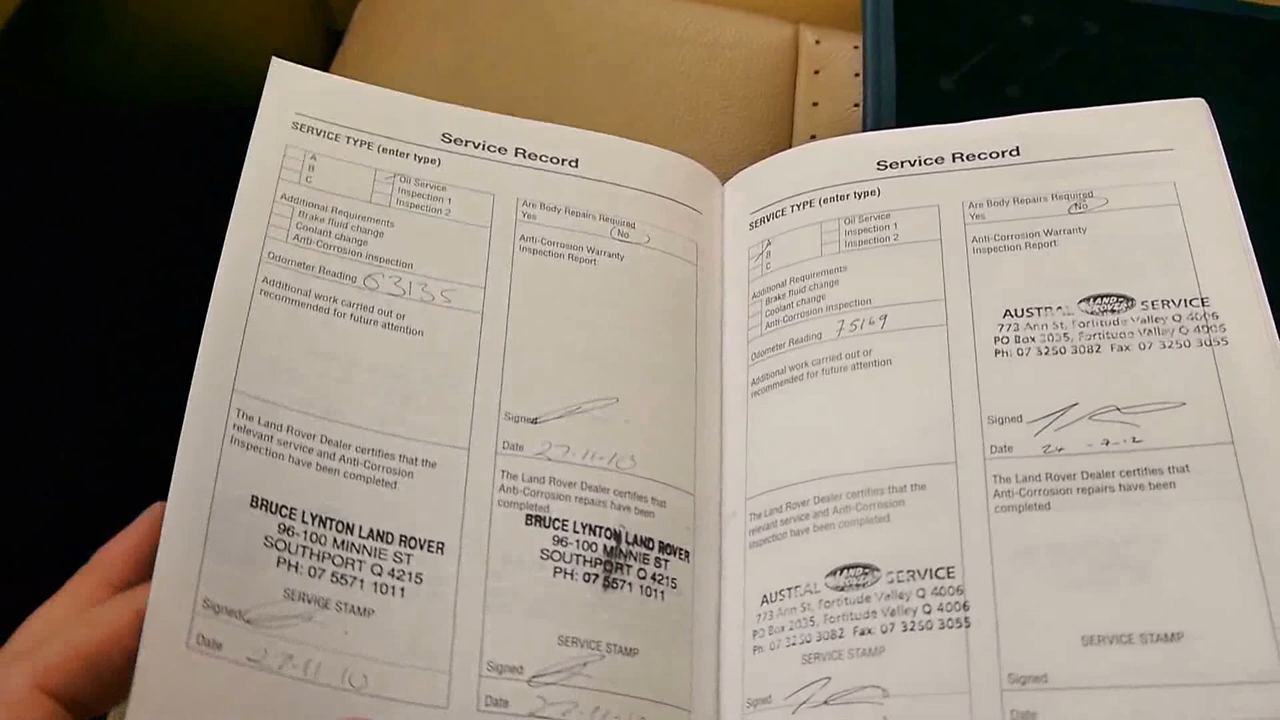 Service Record
SERVICE TYPE (enter type)
A
B
C
Oil Service
Inspection 1
Inspection 2
Additional Requirements
Brake fluid change
Coolant change
Anti-Corrosion inspection
Odometer Reading 63135
Additional work carried out or
recommended for future attention
The Land Rover Dealer certifies that the
relevant service and Anti-Corrosion
Inspection have been completed.
BRUCE LYNTON LAND ROVER
96-100 MINNIE ST
SOUTHPORT Q 4215
PH: 07 5571 1011
SERVICE STAMP
Signed
Date 27.11.10
Are Body Repairs Required
Yes No
Anti-Corrosion Warranty
Inspection Report:
Signed
Date 27.11.10
The Land Rover Dealer certifies that
Anti-Corrosion repairs have been
completed.
BRUCE LYNTON LAND ROVER
96-100 MINNIE ST
SOUTHPORT Q 4215
PH: 07 5571 1011
SERVICE STAMP
Signed
Date
Service Record
SERVICE TYPE (enter type)
A
B
C
Oil Service
Inspection 1
Inspection 2
Additional Requirements
Brake fluid change
Coolant change
Anti-Corrosion inspection
Odometer Reading 75169
Additional work carried out or
recommended for future attention
The Land Rover Dealer certifies that the
relevant service and Anti-Corrosion
Inspection have been completed.
AUSTRAL LAND ROVER SERVICE
773 Ann St, Fortitude Valley Q 4006
PO Box 2035, Fortitude Valley Q 4006
Ph: 07 3250 3082 Fax: 07 3250 3055
SERVICE STAMP
Signed
Are Body Repairs Required
Yes No
Anti-Corrosion Warranty
Inspection Report:
AUSTRAL LAND ROVER SERVICE
773 Ann St, Fortitude Valley Q 4006
PO Box 2035, Fortitude Valley Q 4006
Ph: 07 3250 3082 Fax: 07 3250 3055
Signed
Date
The Land Rover Dealer certifies that
Anti-Corrosion repairs have been
completed.
SERVICE STAMP
Signed
Date